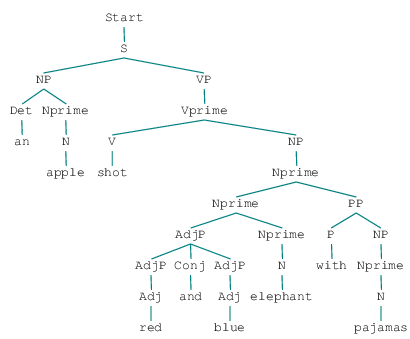 Start
S
NP VP
Det Nprime Vprime
an N V NP
apple shot Nprime
Nprime PP
AdjP Nprime P NP
AdjP Conj AdjP N with Nprime
Adj and Adj elephant N
red blue pajamas